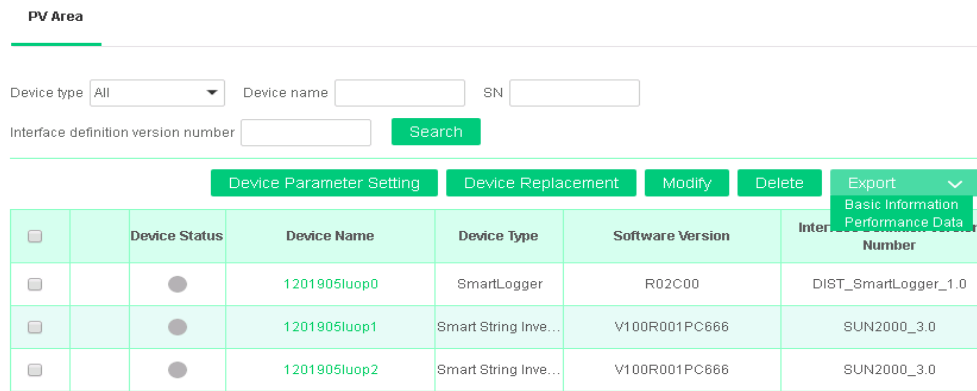 PV Area
Device type All Device name SN
Interface definition version number Search
Device Parameter Setting Device Replacement Modify Delete Export
Basic Information
Performance Data
Device Status Device Name Device Type Software Version Number
1201905luop0 SmartLogger R02C00 DIST_SmartLogger_1.0
1201905luop1 Smart String Inve... V100R001PC666 SUN2000_3.0
1201905luop2 Smart String Inve... V100R001PC666 SUN2000_3.0